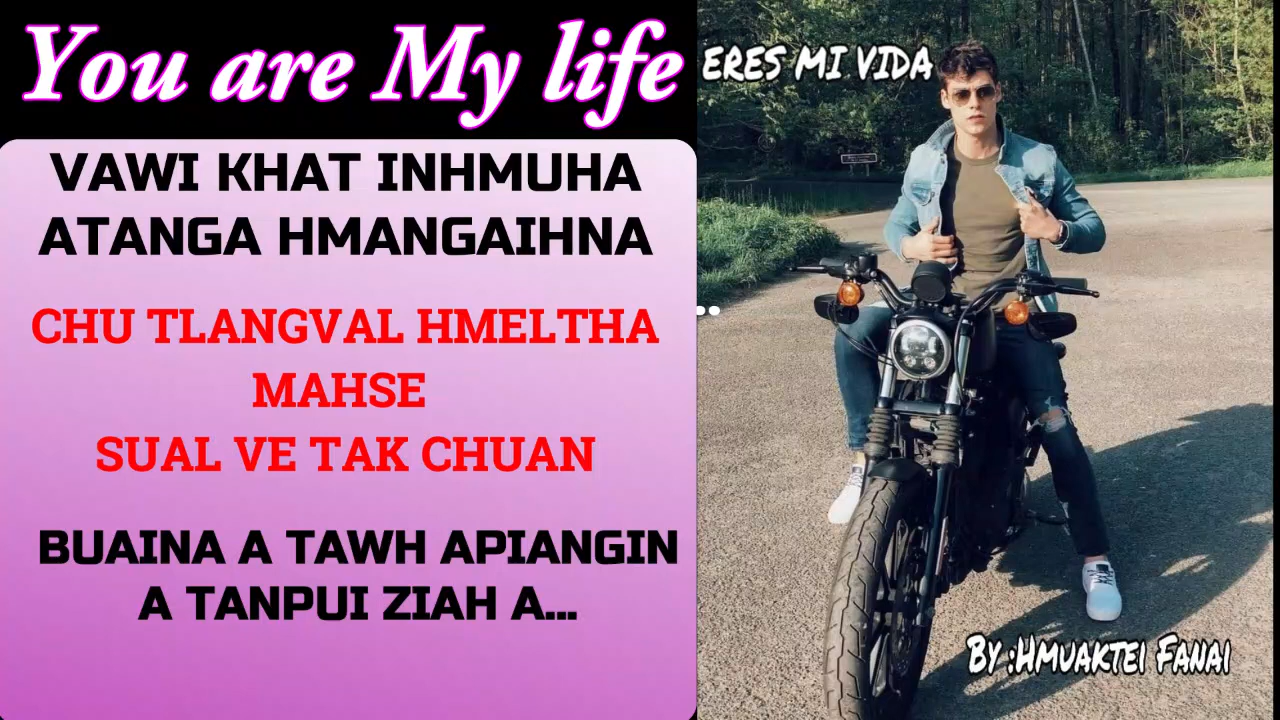 You are My life
VAWI KHAT INHMUHA
ATANGA HMANGAIHNA
CHU TLANGVAL HMELTHA
MAHSE
SUAL VE TAK CHUAN
BUAINA A TAWH APIANGIN
A TANPUI ZIAH A...
ERES MI VIDA
..
By :Hmuaktei Fanai